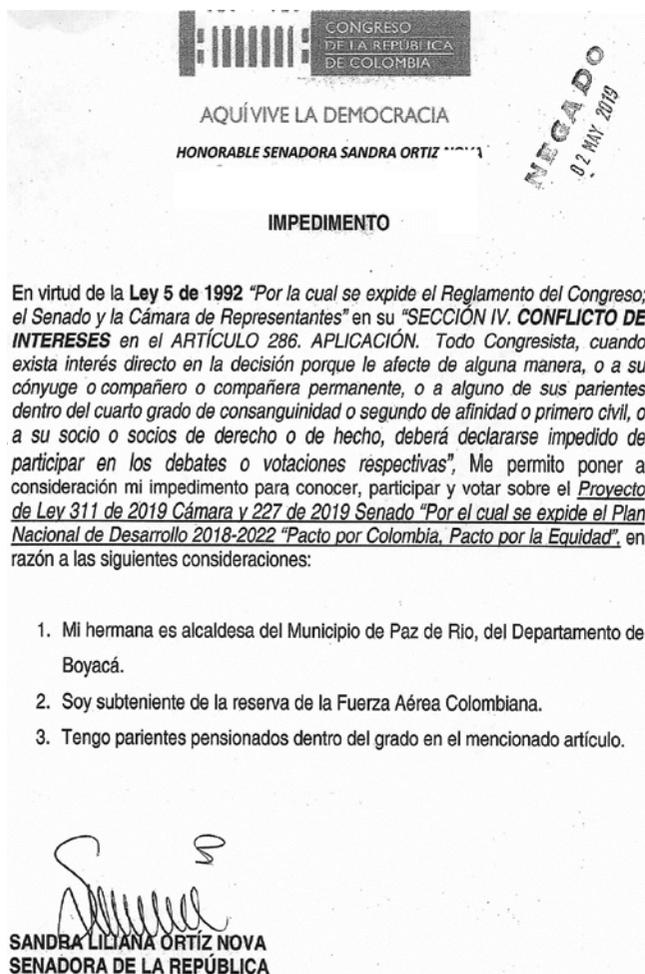 CONGRESO
DE LA REPÚBLICA
DE COLOMBIA
AQUÍ VIVE LA DEMOCRACIA
HONORABLE SENADORA SANDRA ORTIZ NOVA
NEGADO
02 MAY 2019
IMPEDIMENTO
En virtud de la Ley 5 de 1992 "Por la cual se expide el Reglamento del Congreso;
el Senado y la Cámara de Representantes" en su "SECCIÓN IV. CONFLICTO DE
INTERESES en el ARTÍCULO 286. APLICACIÓN. Todo Congresista, cuando
exista interés directo en la decisión porque le afecte de alguna manera, o a su
cónyuge o compañero o compañera permanente, o a alguno de sus parientes
dentro del cuarto grado de consanguinidad o segundo de afinidad o primero civil, o
a su socio o socios de derecho o de hecho, deberá declararse impedido de
participar en los debates o votaciones respectivas", Me permito poner a
consideración mi impedimento para conocer, participar y votar sobre el Proyecto
de Ley 311 de 2019 Cámara y 227 de 2019 Senado "Por el cual se expide el Plan
Nacional de Desarrollo 2018-2022 "Pacto por Colombia, Pacto por la Equidad", en
razón a las siguientes consideraciones:
1. Mi hermana es alcaldesa del Municipio de Paz de Rio, del Departamento de
Boyacá.
2. Soy subteniente de la reserva de la Fuerza Aérea Colombiana.
3. Tengo parientes pensionados dentro del grado en el mencionado artículo.
SANDRA LILIANA ORTÍZ NOVA
SENADORA DE LA REPÚBLICA